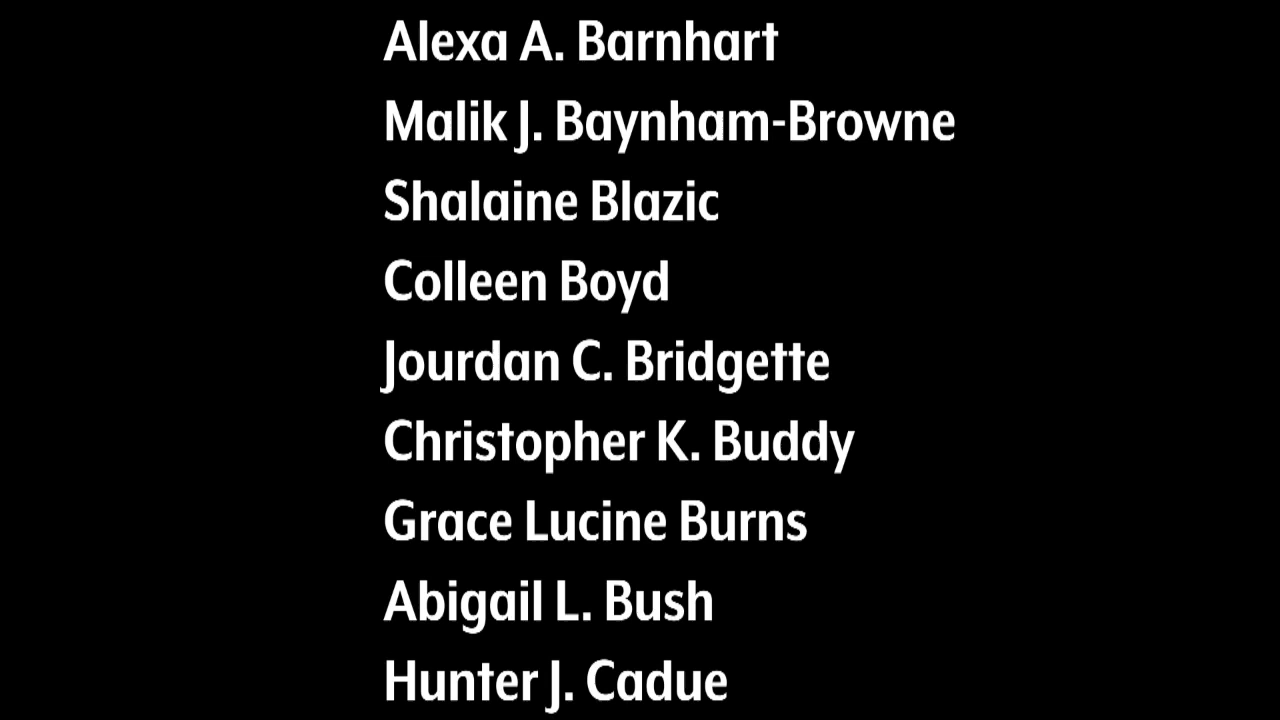 Alexa A. Barnhart
Malik J. Baynham-Browne
Shalaine Blazic
Colleen Boyd
Jourdan C. Bridgette
Christopher K. Buddy
Grace Lucine Burns
Abigail L. Bush
Hunter J. Cadue